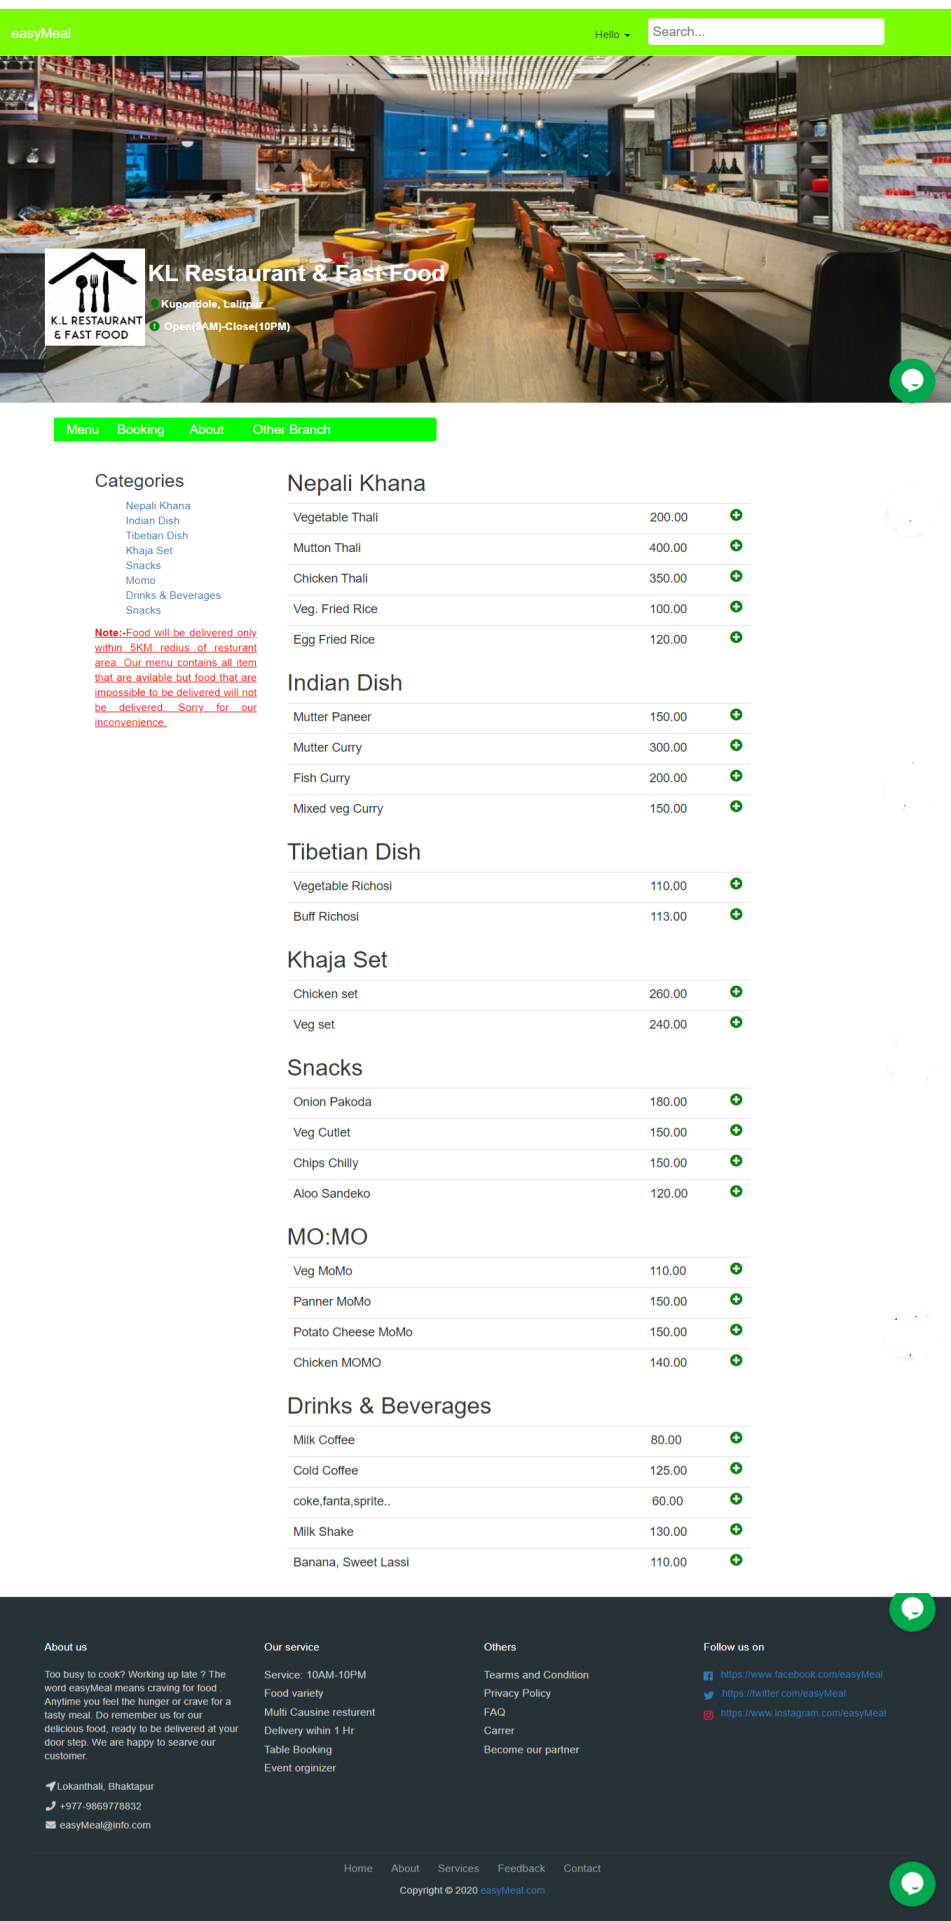 easyMeal
Hello
Search...
K.L RESTAURANT
& FAST FOOD
KL Restaurant & Fast Food
Kupondole, Lalitpur
Open(9AM)-Close(10PM)
Menu Booking About Other Branch
Categories
Nepali Khana
Indian Dish
Tibetian Dish
Khaja Set
Snacks
Momo
Drinks & Beverages
Snacks
Note:-Food will be delivered only
within 5KM redius of resturant
area. Our menu contains all item
that are avilable but food that are
impossible to be delivered will not
be delivered. Sorry for our
inconvenience.
Nepali Khana
Vegetable Thali 200.00
Mutton Thali 400.00
Chicken Thali 350.00
Veg. Fried Rice 100.00
Egg Fried Rice 120.00
Indian Dish
Mutter Paneer 150.00
Mutter Curry 300.00
Fish Curry 200.00
Mixed veg Curry 150.00
Tibetian Dish
Vegetable Richosi 110.00
Buff Richosi 113.00
Khaja Set
Chicken set 260.00
Veg set 240.00
Snacks
Onion Pakoda 180.00
Veg Cutlet 150.00
Chips Chilly 150.00
Aloo Sandeko 120.00
MO:MO
Veg MoMo 110.00
Panner MoMo 150.00
Potato Cheese MoMo 150.00
Chicken MOMO 140.00
Drinks & Beverages
Milk Coffee 80.00
Cold Coffee 125.00
coke,fanta,sprite.. 60.00
Milk Shake 130.00
Banana, Sweet Lassi 110.00
About us
Too busy to cook? Working up late ? The
word easyMeal means craving for food .
Anytime you feel the hunger or crave for a
tasty meal. Do remember us for our
delicious food, ready to be delivered at your
door step. We are happy to searve our
customer.
Lokanthali, Bhaktapur
+977-9869778832
easyMeal@info.com
Our service
Service: 10AM-10PM
Food variety
Multi Causine resturent
Delivery wihin 1 Hr
Table Booking
Event orginizer
Others
Tearms and Condition
Privacy Policy
FAQ
Carrer
Become our partner
Follow us on
https://www.facebook.com/easyMeal
https://twitter.com/easyMeal
https://www.instagram.com/easyMeal
Home About Services Feedback Contact
Copyright © 2020 easyMeal.com